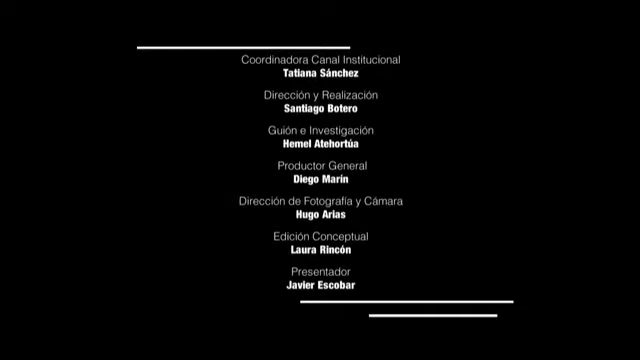 Coordinadora Canal Institucional
Tatiana Sánchez
Dirección y Realización
Santiago Botero
Guión e Investigación
Hemel Atehortúa
Productor General
Diego Marín
Dirección de Fotografía y Cámara
Hugo Arias
Edición Conceptual
Laura Rincón
Presentador
Javier Escobar